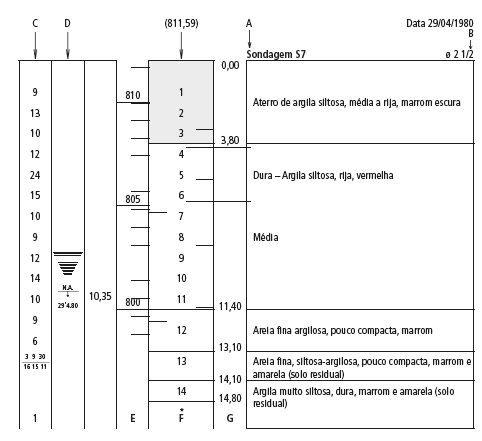 C D (811,59) A Data 29/04/1980
B
Sondagem S7 ø 2 1/2
0,00
9 810 1
Aterro de argila siltosa, média a rija, marrom escura
13 2
10 3
3,80
12 4
24 5 Dura – Argila siltosa, rija, vermelha
15 805 6
10 7
9 8 Média
12 9
14 10
N.A.
10 10,35 800 11
29'4.80
11,40
9
12 Areia fina argilosa, pouco compacta, marrom
6
13,10
3 9 30
16 15 11
13 Areia fina, siltosa-argilosa, pouco compacta, marrom e
amarela (solo residual)
14,10
14 Argila muito siltosa, dura, marrom e amarela (solo
residual)
14,80
*
1 E F G